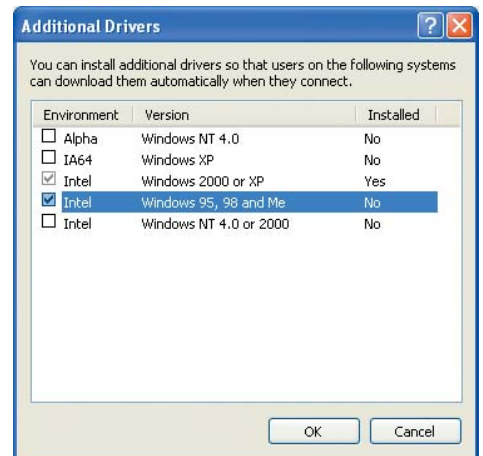 Additional Drivers
You can install additional drivers so that users on the following systems
can download them automatically when they connect.
Environment Version Installed
Alpha Windows NT 4.0 No
IA64 Windows XP No
Intel Windows 2000 or XP Yes
Intel Windows 95, 98 and Me No
Intel Windows NT 4.0 or 2000 No
OK Cancel